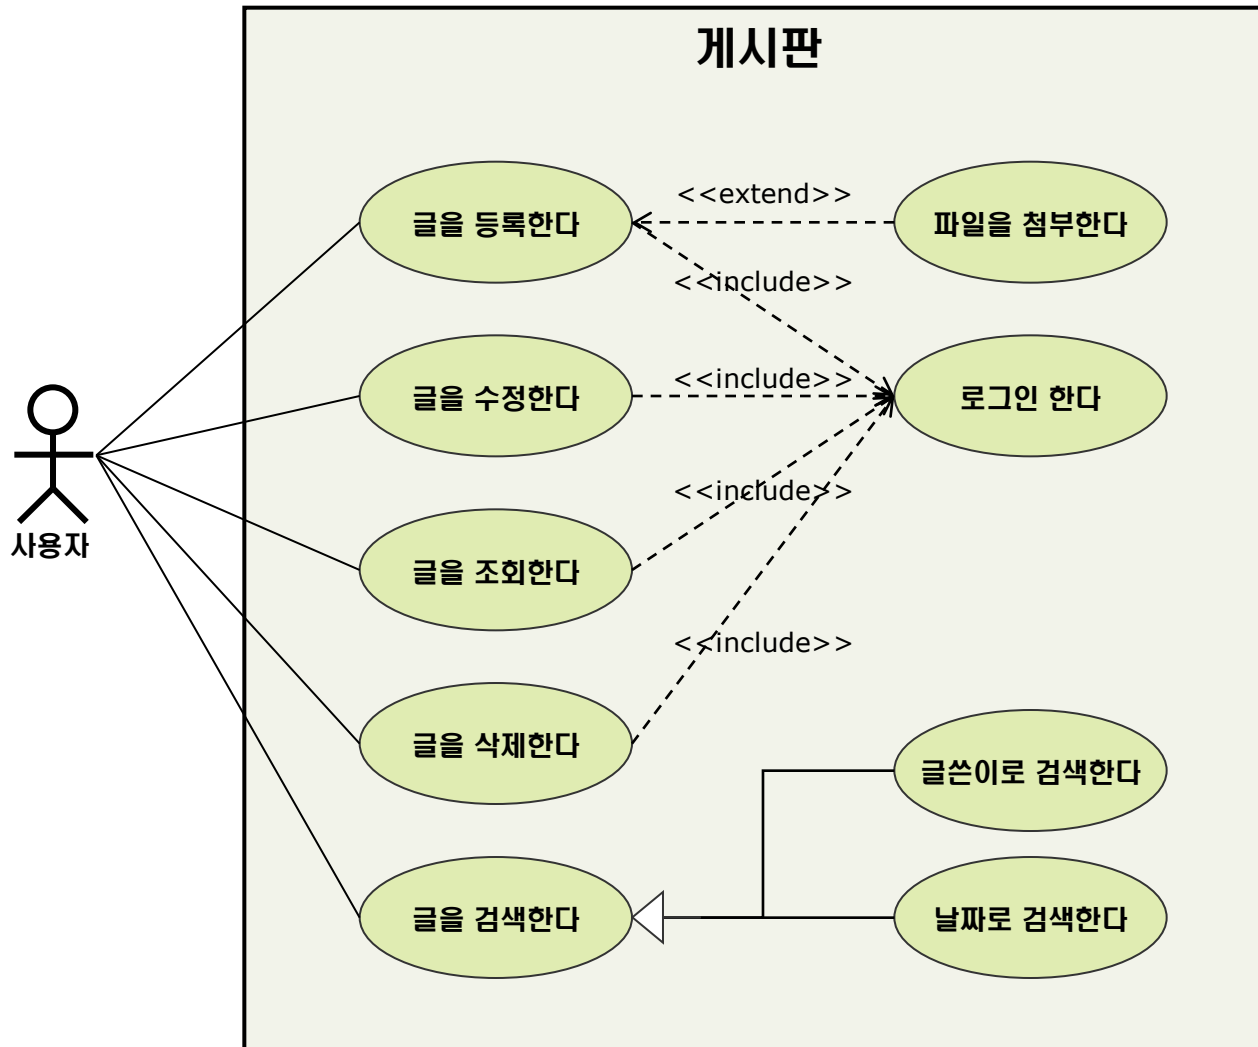 게시판
글을 등록한다
<<extend>>
파일을 첨부한다
<<include>>
글을 수정한다
<<include>>
로그인 한다
사용자
<<include>>
글을 조회한다
<<include>>
글을 삭제한다
글쓴이로 검색한다
글을 검색한다
날짜로 검색한다